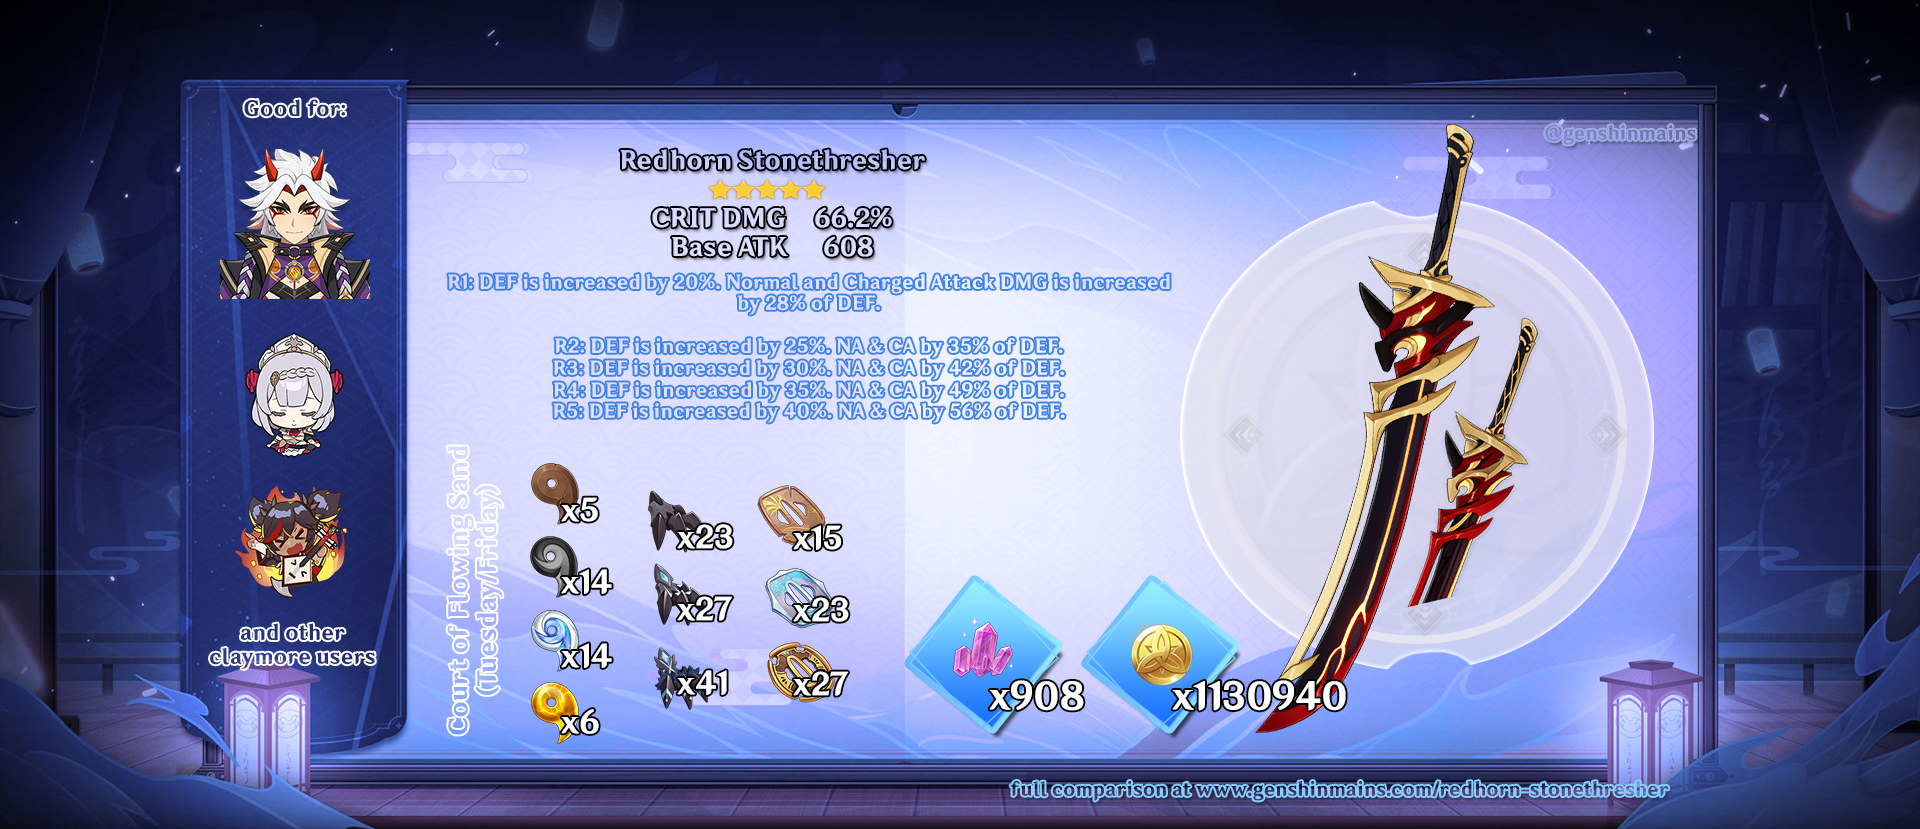 Good for:
and other
claymore users
@genshinmains
Redhorn Stonethresher
CRIT DMG 66.2%
Base ATK 608
R1: DEF is increased by 20%. Normal and Charged Attack DMG is increased
by 28% of DEF.
R2: DEF is increased by 25%. NA & CA by 35% of DEF.
R3: DEF is increased by 30%. NA & CA by 42% of DEF.
R4: DEF is increased by 35%. NA & CA by 49% of DEF.
R5: DEF is increased by 40%. NA & CA by 56% of DEF.
Court of Flowing Sand
(Tuesday/Friday)
x5
x14
x14
x6
x23
x27
x41
x15
x23
x27
x908
x1130940
full comparison at www.genshinmains.com/redhorn-stonethresher